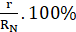 r/R_N . 100%